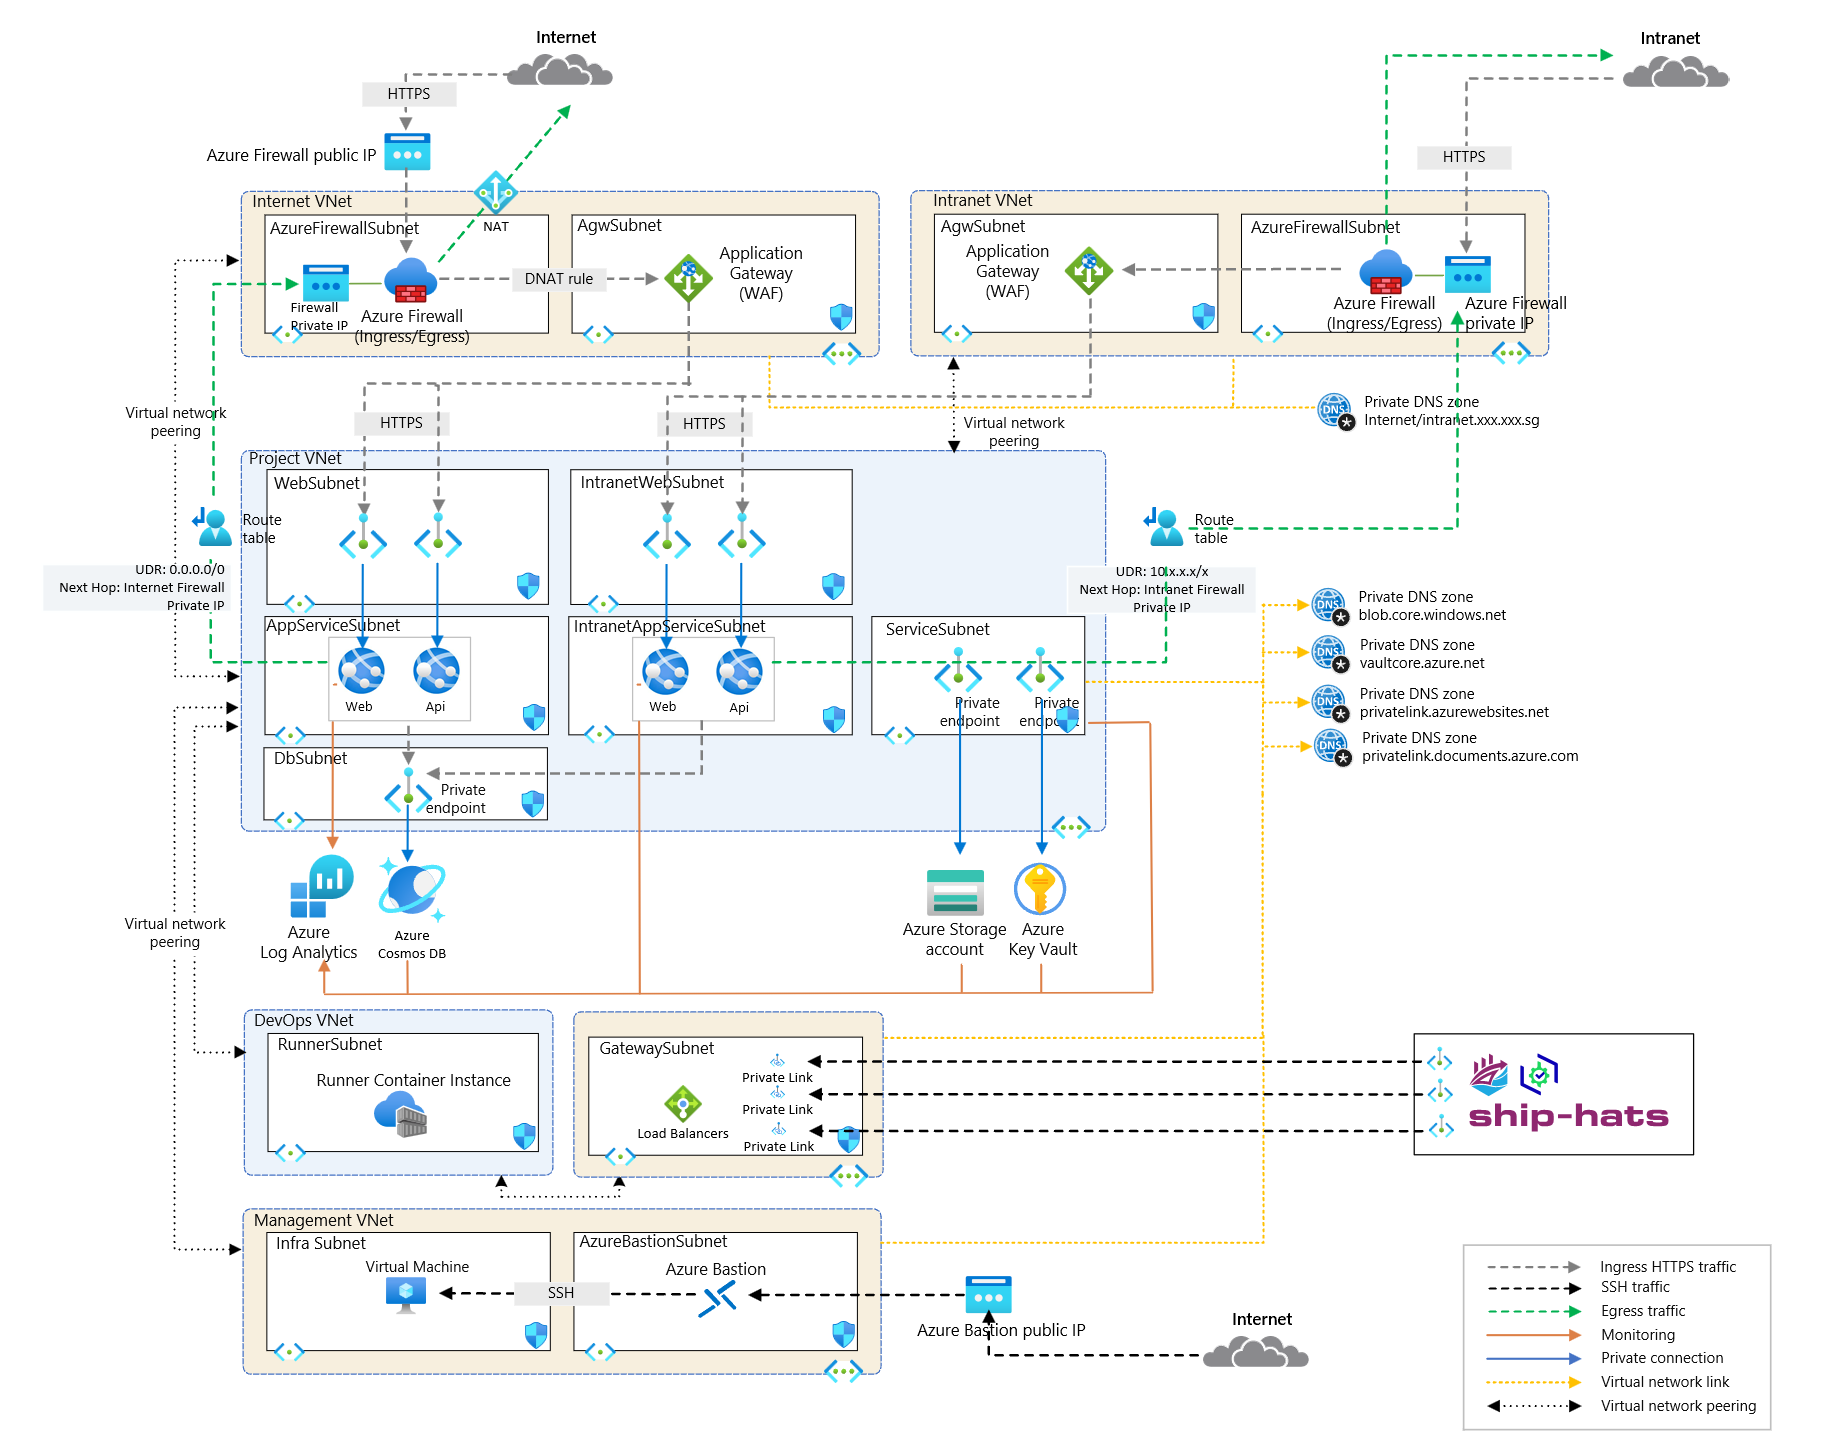 Internet
Intranet
HTTPS
Azure Firewall public IP
HTTPS
Internet VNet
AzureFirewallSubnet
NAT
AgwSubnet
Application
Gateway
(WAF)
DNAT rule
Firewall
Private IP
Azure Firewall
(Ingress/Egress)
Intranet VNet
AgwSubnet
Application
Gateway
(WAF)
AzureFirewallSubnet
Azure Firewall
(Ingress/Egress)
Azure Firewall
private IP
Virtual network
peering
HTTPS
HTTPS
Virtual network
peering
Private DNS zone
Internet/intranet.xxx.xxx.sg
Project VNet
WebSubnet
IntranetWebSubnet
Route
table
Route
table
UDR: 0.0.0.0/0
Next Hop: Internet Firewall
Private IP
UDR: 10.x.x.x/x
Next Hop: Intranet Firewall
Private IP
AppServiceSubnet
Web
Api
IntranetAppServiceSubnet
Web
Api
ServiceSubnet
Private
endpoint
Private
endpoint
DNS
Private DNS zone
blob.core.windows.net
DNS
Private DNS zone
vaultcore.azure.net
DNS
Private DNS zone
privatelink.azurewebsites.net
DNS
Private DNS zone
privatelink.documents.azure.com
DNS
DbSubnet
Private
endpoint
Azure
Log Analytics
Azure
Cosmos DB
Azure Storage
account
Azure
Key Vault
Virtual network
peering
DevOps VNet
RunnerSubnet
Runner Container Instance
GatewaySubnet
Load Balancers
Private Link
Private Link
Private Link
ship-hats
Management VNet
Infra Subnet
Virtual Machine
SSH
AzureBastionSubnet
Azure Bastion
Azure Bastion public IP
Internet
Ingress HTTPS traffic
SSH traffic
Egress traffic
Monitoring
Private connection
Virtual network link
Virtual network peering